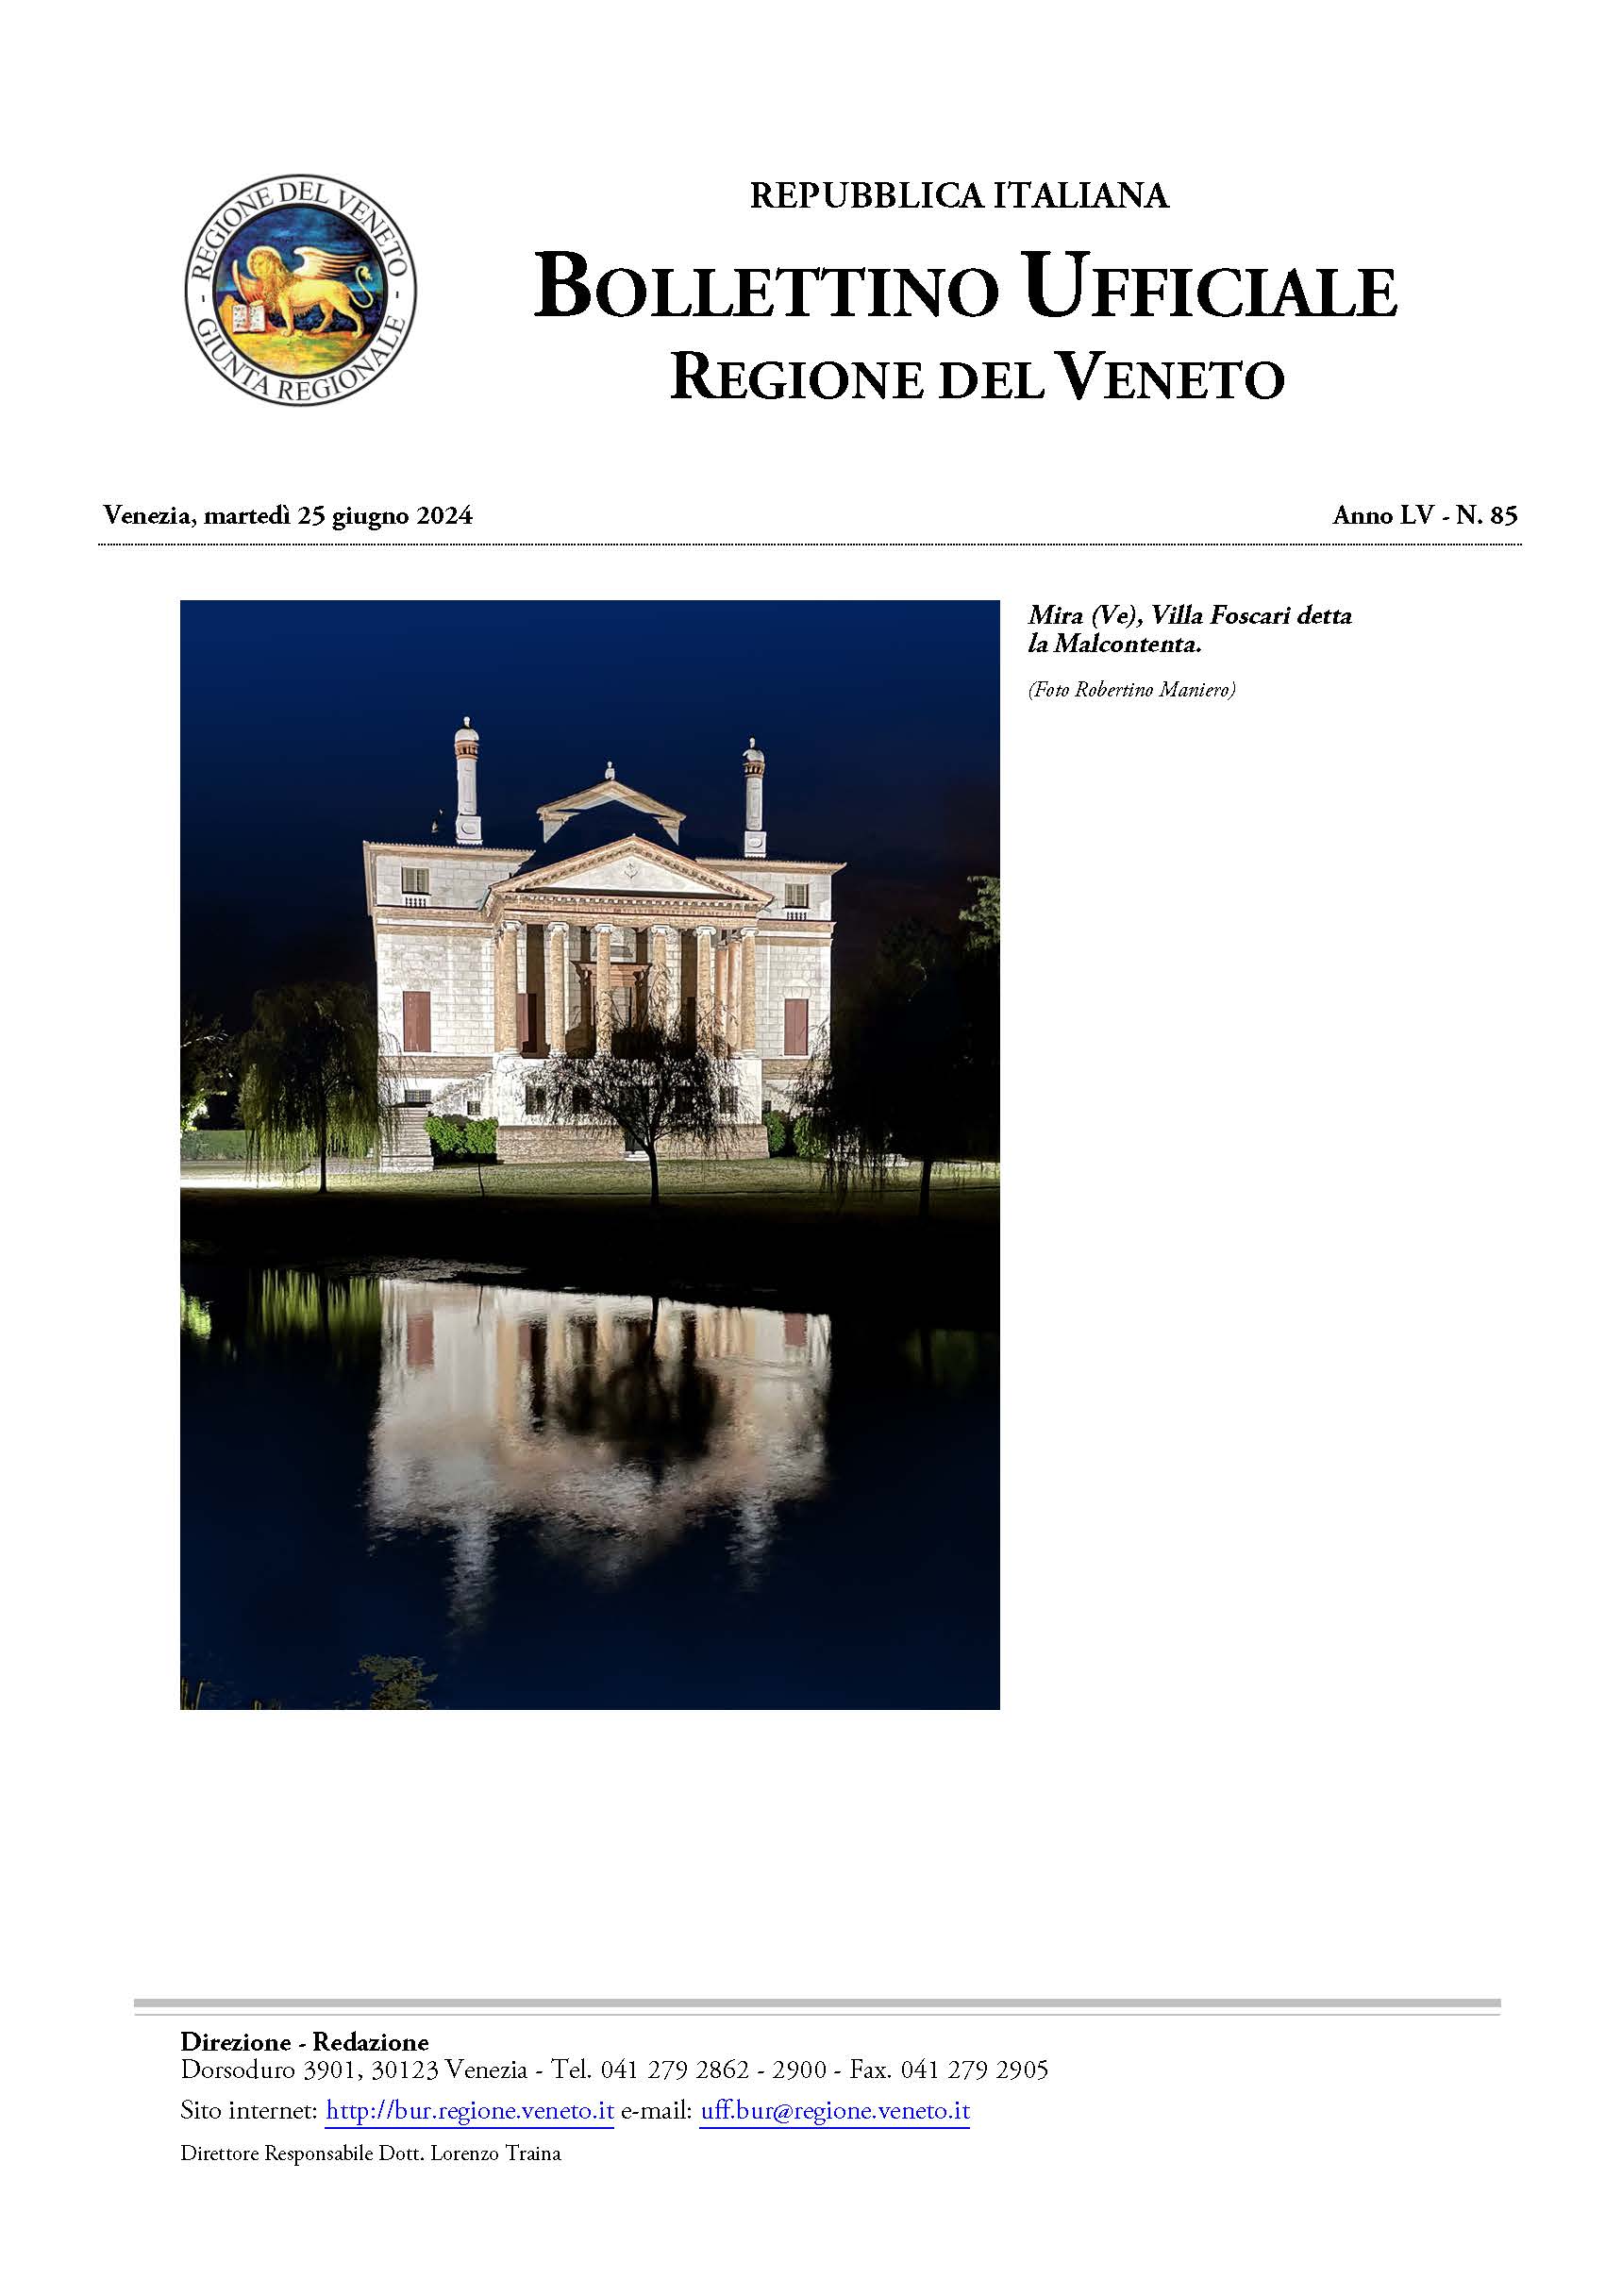 REGIONE DEL VENETO
GIUNTA REGIONALE
REPUBBLICA ITALIANA
BOLLETTINO UFFICIALE
REGIONE DEL VENETO
Venezia, martedì 25 giugno 2024
Anno LV - N. 85
Mira (Ve), Villa Foscari detta
la Malcontenta.
(Foto Robertino Maniero)
Direzione - Redazione
Dorsoduro 3901, 30123 Venezia - Tel. 041 279 2862 - 2900 - Fax. 041 279 2905
Sito internet: http://bur.regione.veneto.it e-mail: uff.bur@regione.veneto.it
Direttore Responsabile Dott. Lorenzo Traina